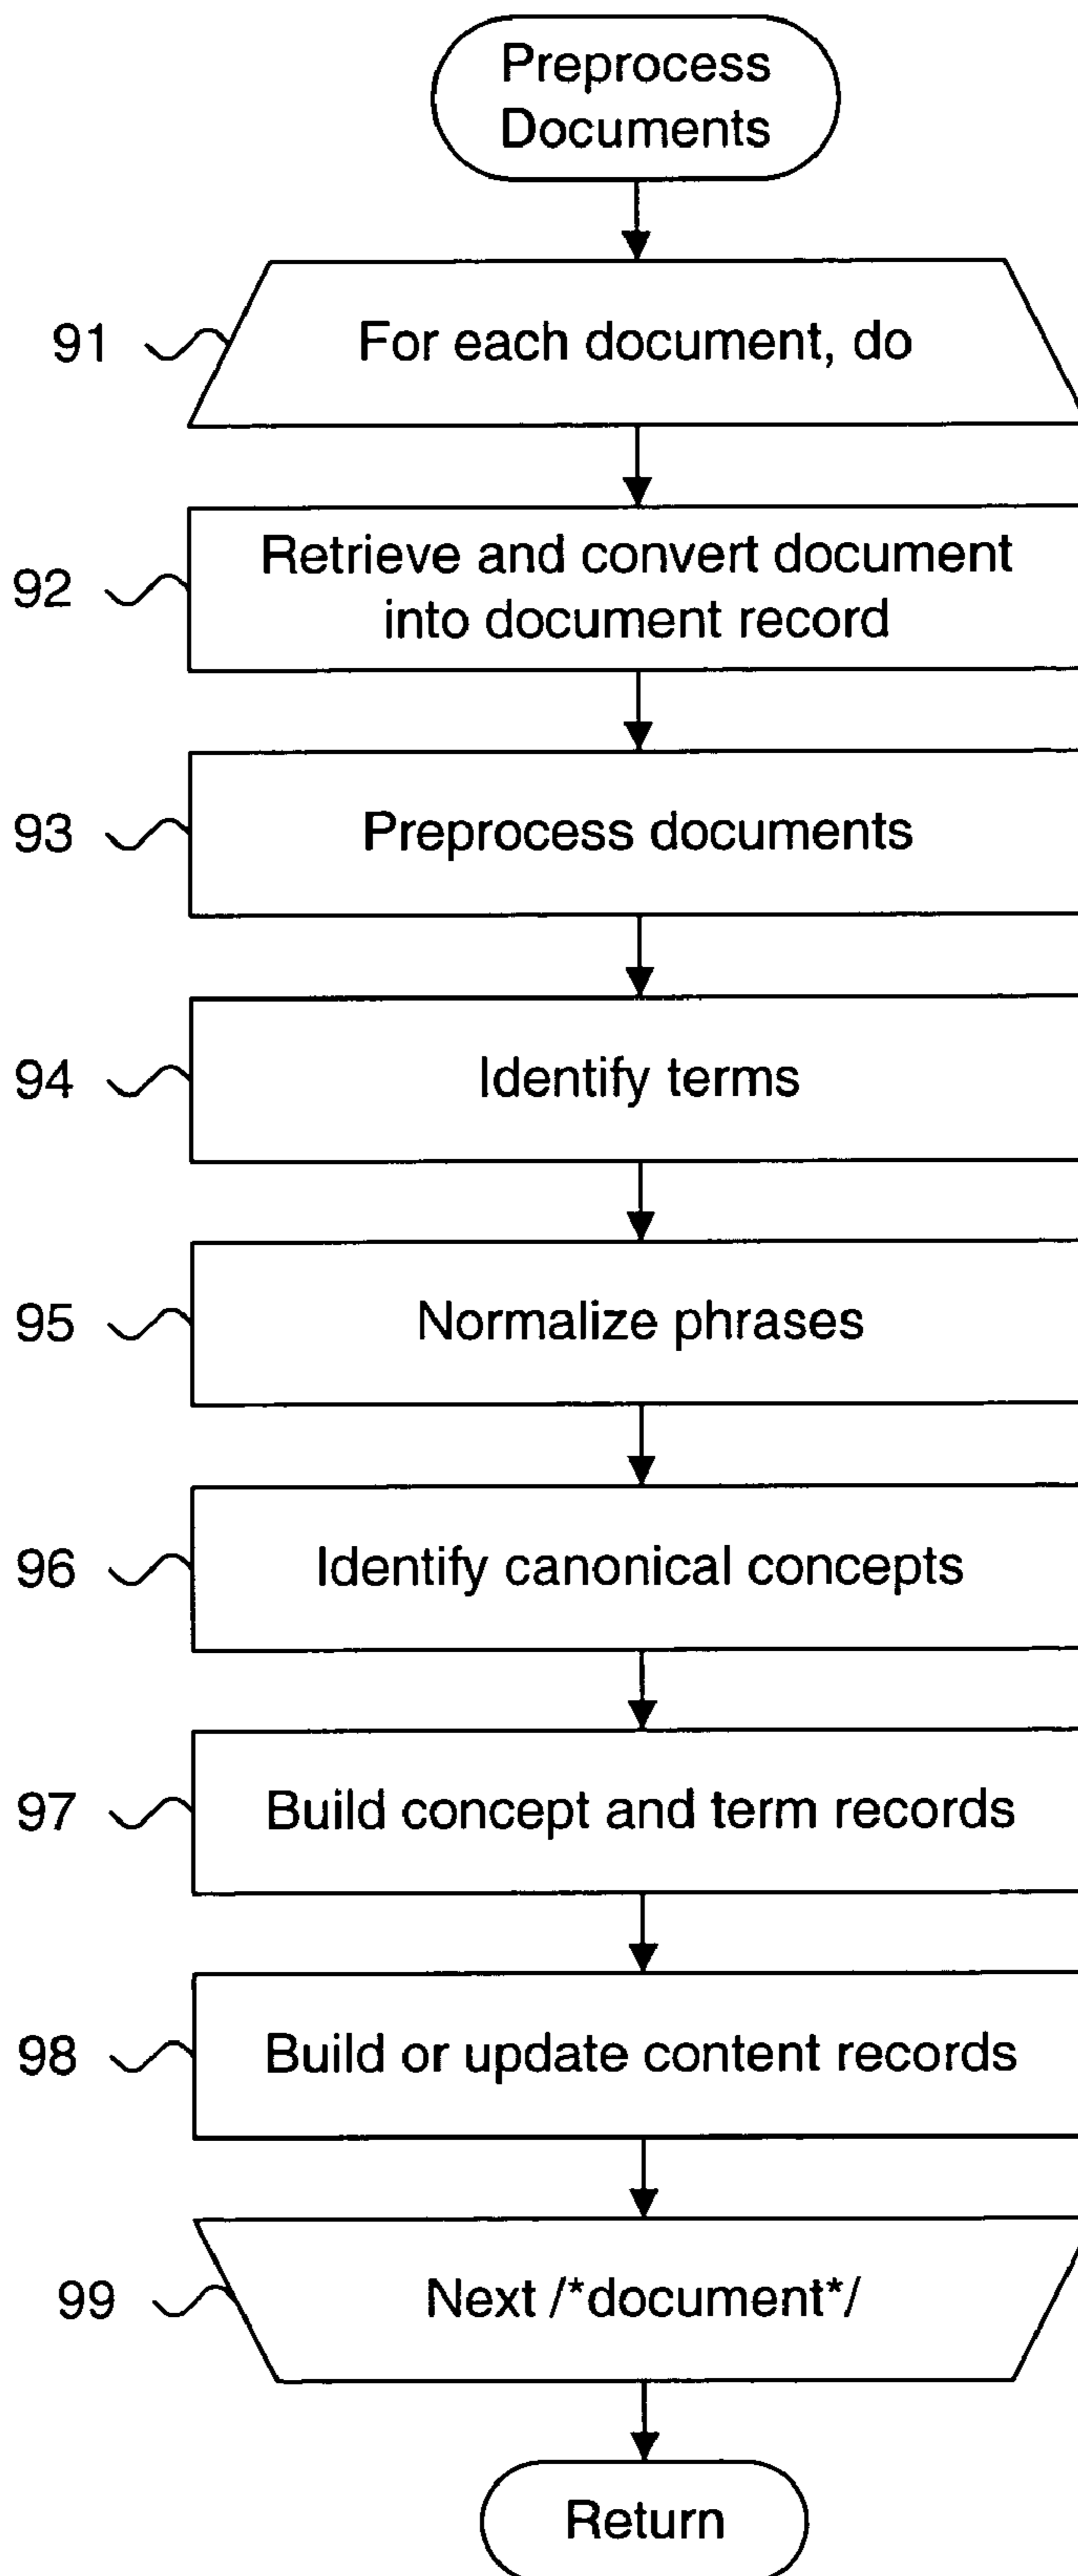 Preprocess
Documents
91
For each document, do
92
Retrieve and convert document
into document record
93
Preprocess documents
94
Identify terms
95
Normalize phrases
96
Identify canonical concepts
97
Build concept and term records
98
Build or update content records
99
Next /*document*/
Return